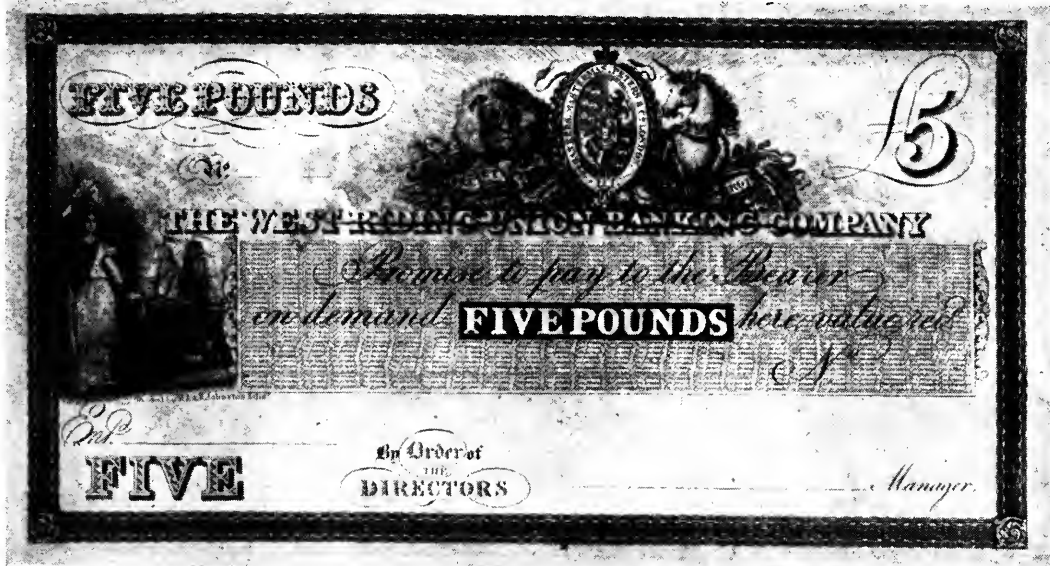 FIVE POUNDS
£5
No
THE WEST RIDING UNION BANKING COMPANY
Promise to pay to the Bearer
on demand FIVE POUNDS here value recd.
No
Entd.
FIVE
By Order of
THE
DIRECTORS
Manager.